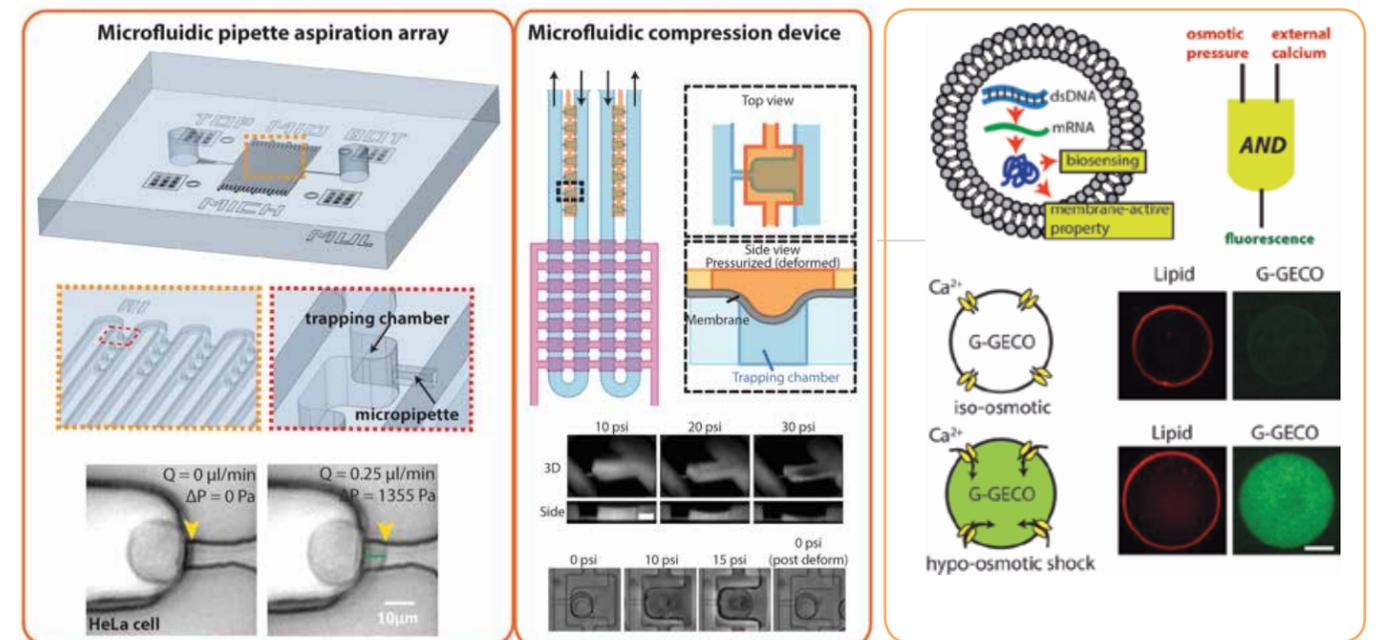 Microfluidic pipette aspiration array
TOP MID BOT
MICH
MUL
trapping chamber
micropipette
Q = 0 µl/min
ΔP = 0 Pa
Q = 0.25 µl/min
ΔP = 1355 Pa
HeLa cell
10µm
Microfluidic compression device
Top view
Side view
Pressurized (deformed)
Membrane
Trapping chamber
10 psi
20 psi
30 psi
3D
Side
0 psi
10 psi
15 psi
0 psi
(post deform)
dsDNA
mRNA
biosensing
membrane-active
property
osmotic
pressure
external
calcium
AND
fluorescence
Ca²⁺
G-GECO
iso-osmotic
Lipid
G-GECO
Ca²⁺
G-GECO
hypo-osmotic shock
Lipid
G-GECO